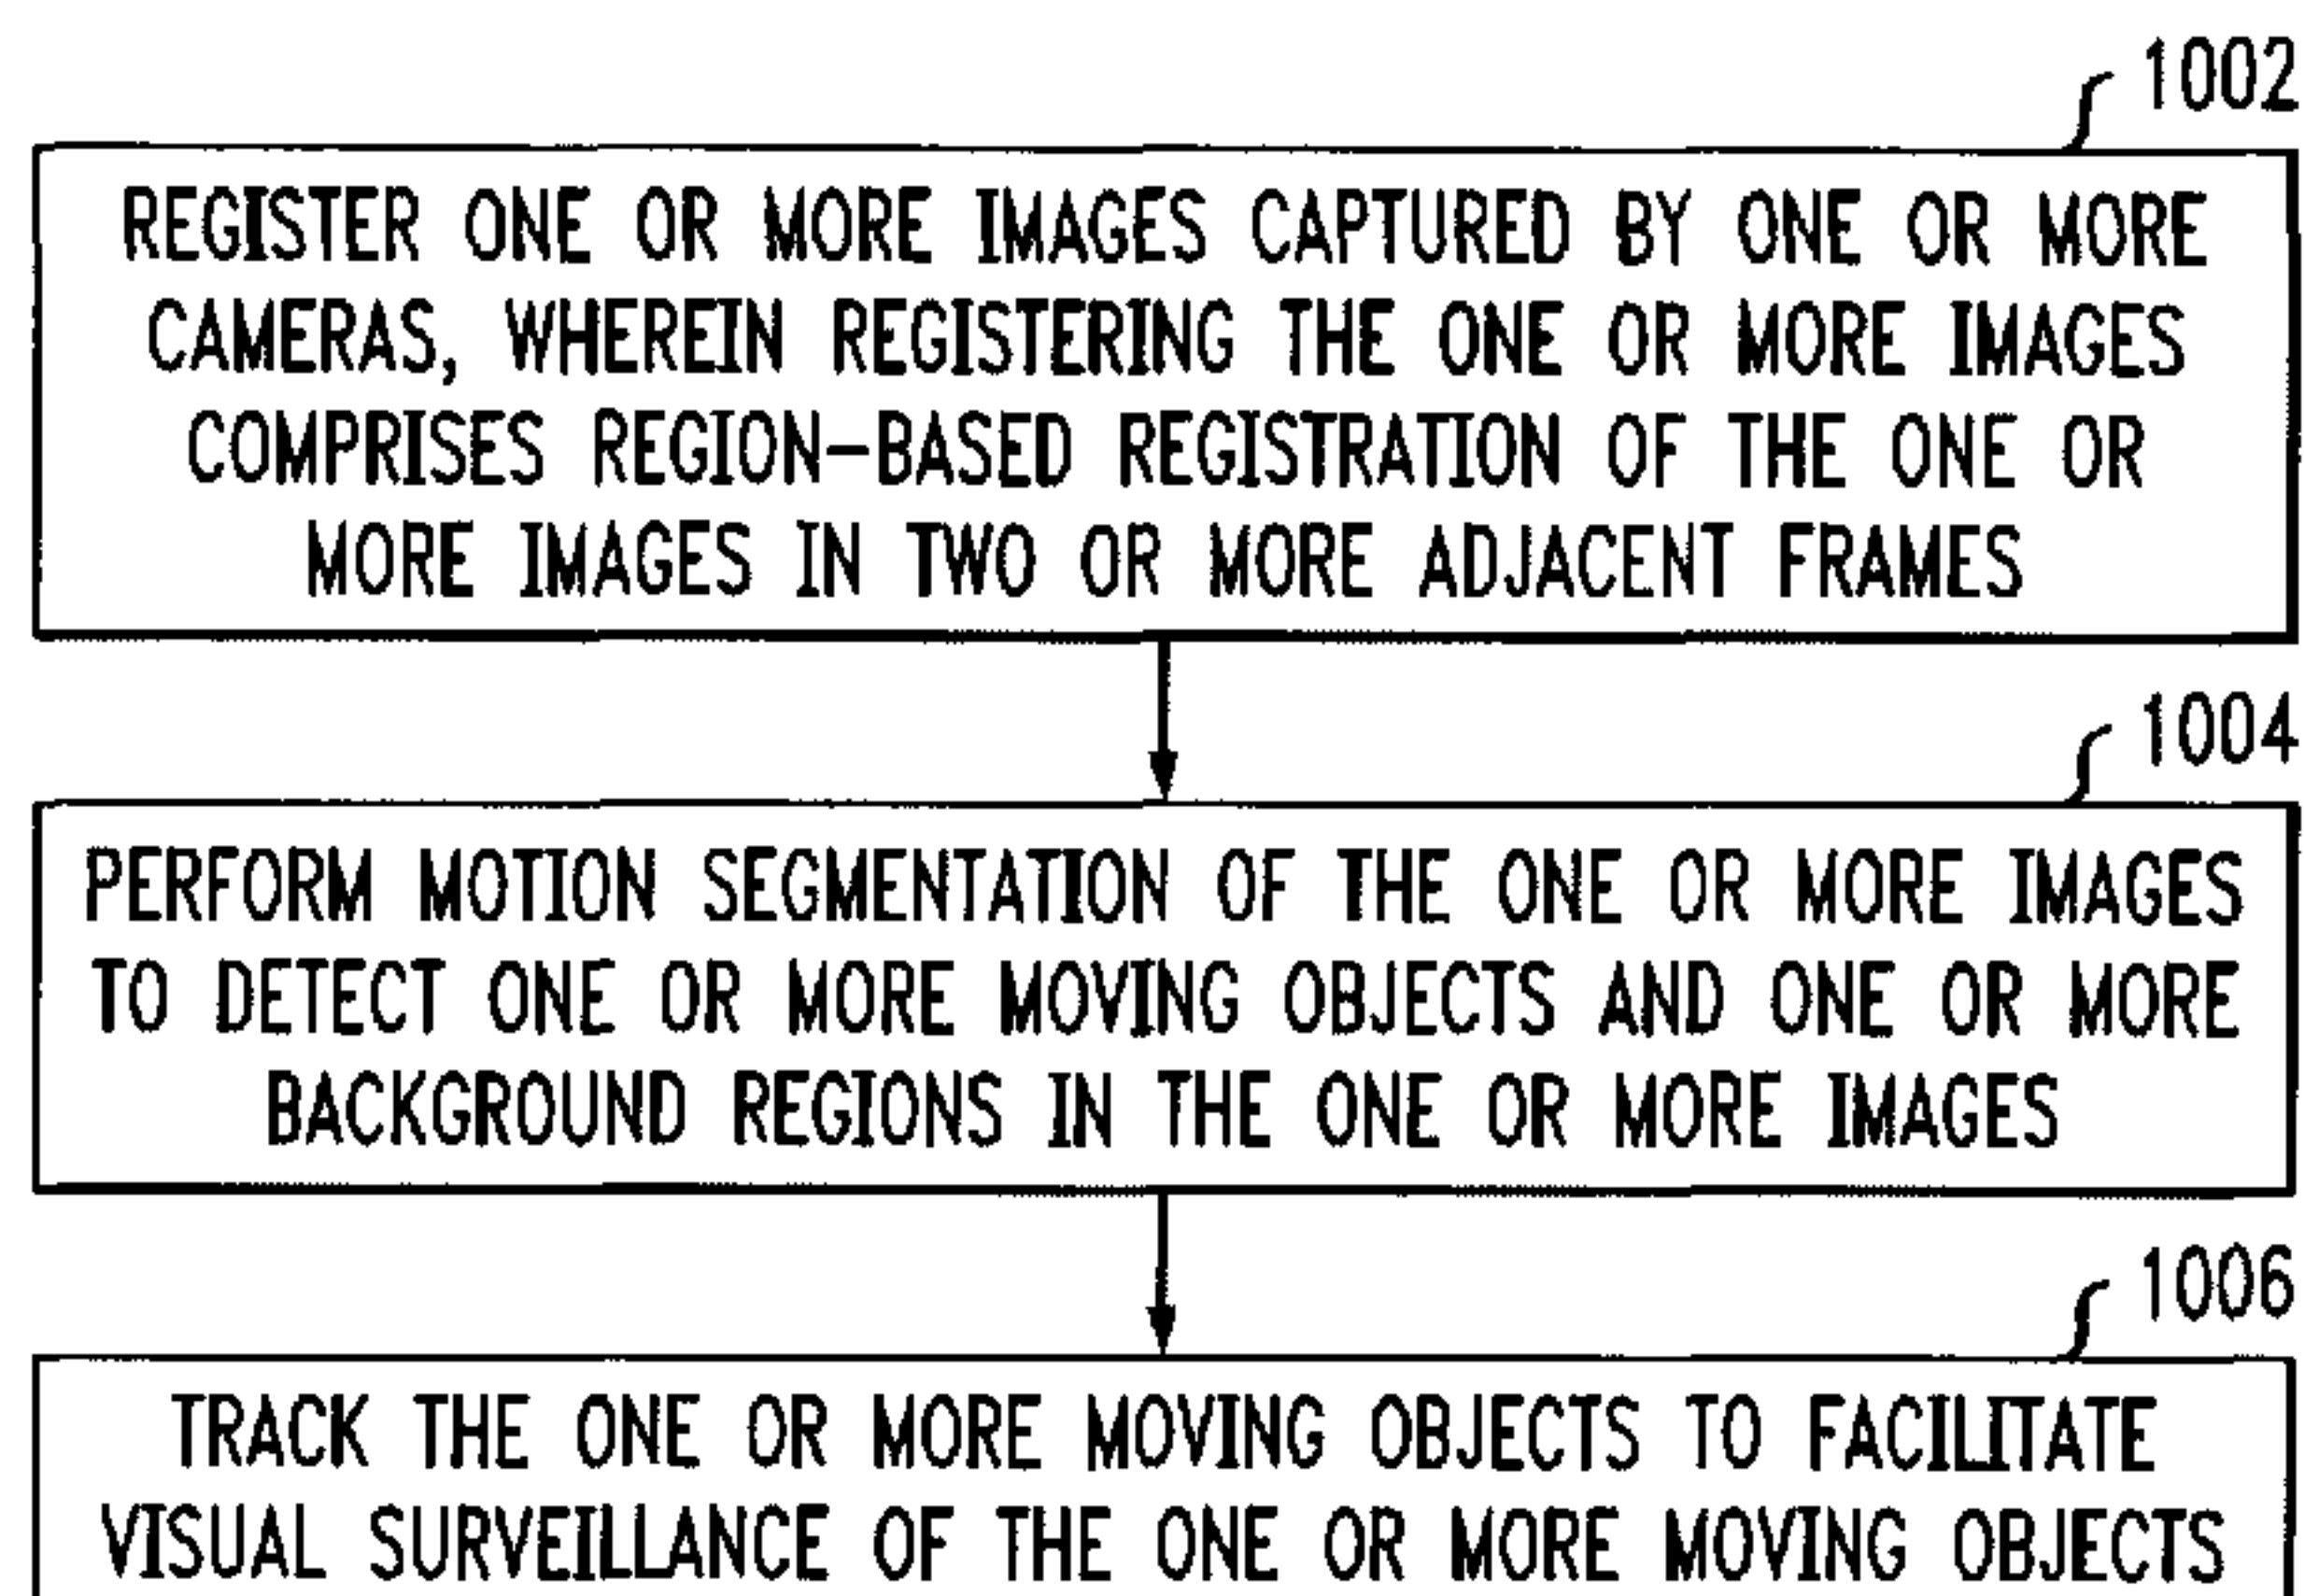 1002
REGISTER ONE OR MORE IMAGES CAPTURED BY ONE OR MORE
CAMERAS, WHEREIN REGISTERING THE ONE OR MORE IMAGES
COMPRISES REGION-BASED REGISTRATION OF THE ONE OR
MORE IMAGES IN TWO OR MORE ADJACENT FRAMES
1004
PERFORM MOTION SEGMENTATION OF THE ONE OR MORE IMAGES
TO DETECT ONE OR MORE MOVING OBJECTS AND ONE OR MORE
BACKGROUND REGIONS IN THE ONE OR MORE IMAGES
1006
TRACK THE ONE OR MORE MOVING OBJECTS TO FACILITATE
VISUAL SURVEILLANCE OF THE ONE OR MORE MOVING OBJECTS